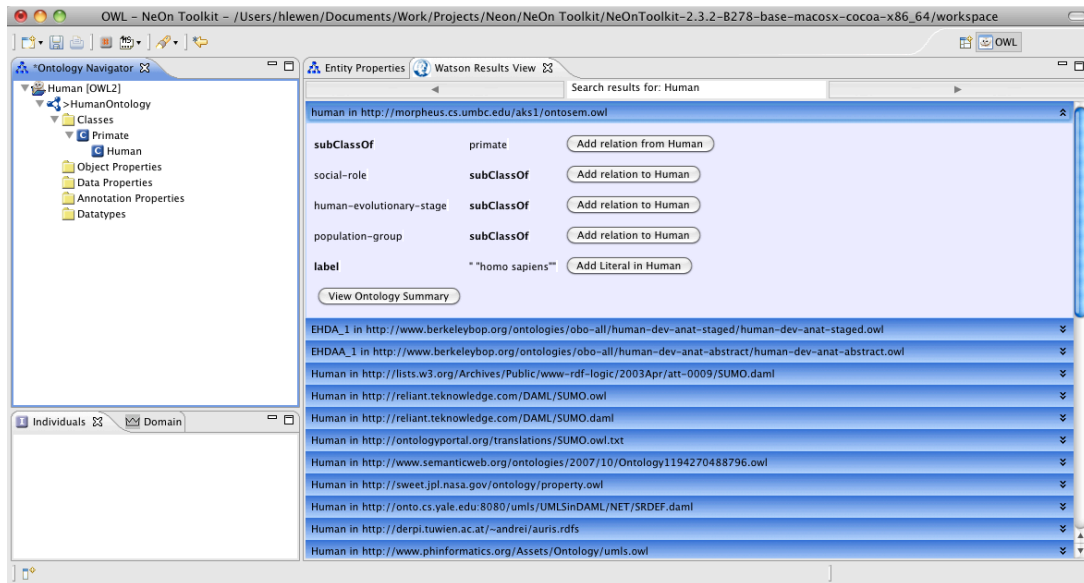 OWL - NeOn Toolkit - /Users/hlewen/Documents/Work/Projects/Neon/NeOn Toolkit/NeOnToolkit-2.3.2-B278-base-macosx-cocoa-x86_64/workspace
OWL
*Ontology Navigator
Human [OWL2]
>HumanOntology
Classes
C Primate
C Human
Object Properties
Data Properties
Annotation Properties
Datatypes
Individuals
Domain
Entity Properties
Watson Results View
Search results for: Human
human in http://morpheus.cs.umbc.edu/aks1/ontosem.owl
subClassOf primate Add relation from Human
social-role subClassOf Add relation to Human
human-evolutionary-stage subClassOf Add relation to Human
population-group subClassOf Add relation to Human
label " "homo sapiens"" Add Literal in Human
View Ontology Summary
EHDA_1 in http://www.berkeleybop.org/ontologies/obo-all/human-dev-anat-staged/human-dev-anat-staged.owl
EHDAA_1 in http://www.berkeleybop.org/ontologies/obo-all/human-dev-anat-abstract/human-dev-anat-abstract.owl
Human in http://lists.w3.org/Archives/Public/www-rdf-logic/2003Apr/att-0009/SUMO.daml
Human in http://reliant.teknowledge.com/DAML/SUMO.owl
Human in http://reliant.teknowledge.com/DAML/SUMO.daml
Human in http://ontologyportal.org/translations/SUMO.owl.txt
Human in http://www.semanticweb.org/ontologies/2007/10/Ontology1194270488796.owl
Human in http://sweet.jpl.nasa.gov/ontology/property.owl
Human in http://onto.cs.yale.edu:8080/umls/UMLSinDAML/NET/SRDEF.daml
Human in http://derpi.tuwien.ac.at/~andrei/auris.rdfs
Human in http://www.phinformatics.org/Assets/Ontology/umls.owl